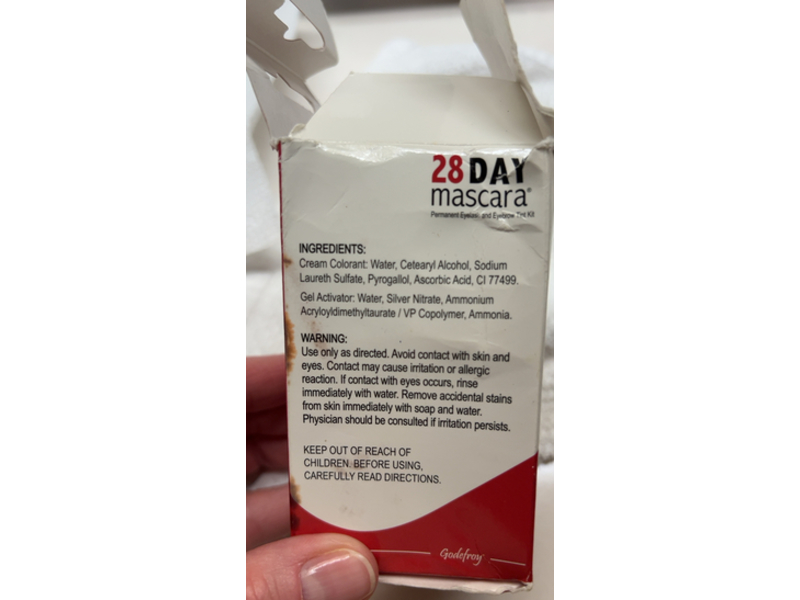 28 DAY
mascara®
Permanent Eyelash and Eyebrow Tint Kit
INGREDIENTS:
Cream Colorant: Water, Cetearyl Alcohol, Sodium
Laureth Sulfate, Pyrogallol, Ascorbic Acid, CI 77499.
Gel Activator: Water, Silver Nitrate, Ammonium
Acryloyldimethyltaurate / VP Copolymer, Ammonia.
WARNING:
Use only as directed. Avoid contact with skin and
eyes. Contact may cause irritation or allergic
reaction. If contact with eyes occurs, rinse
immediately with water. Remove accidental stains
from skin immediately with soap and water.
Physician should be consulted if irritation persists.
KEEP OUT OF REACH OF
CHILDREN. BEFORE USING,
CAREFULLY READ DIRECTIONS.
Godefroy